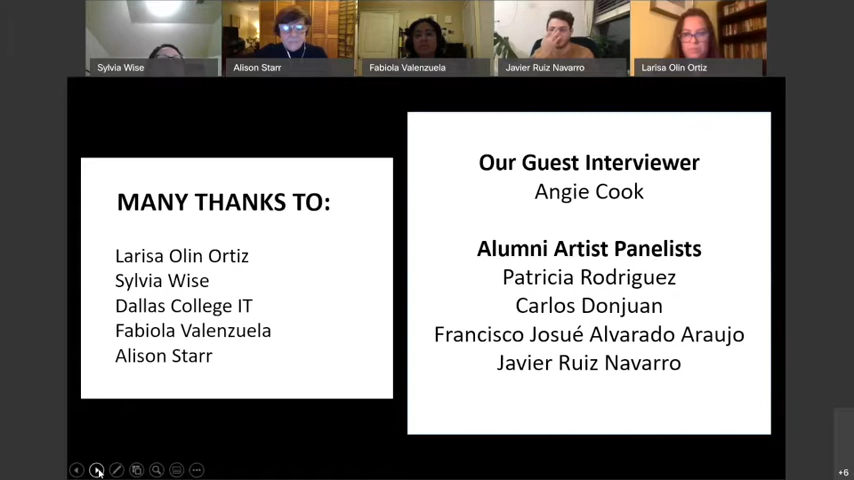 Sylvia Wise
Alison Starr
Fabiola Valenzuela
Javier Ruiz Navarro
Larisa Olin Ortiz
MANY THANKS TO:
Larisa Olin Ortiz
Sylvia Wise
Dallas College IT
Fabiola Valenzuela
Alison Starr
Our Guest Interviewer
Angie Cook
Alumni Artist Panelists
Patricia Rodriguez
Carlos Donjuan
Francisco Josué Alvarado Araujo
Javier Ruiz Navarro
+6